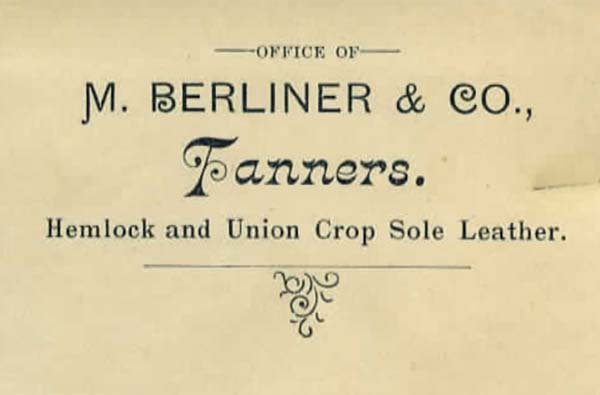 OFFICE OF
M. BERLINER & CO.,
Tanners.
Hemlock and Union Crop Sole Leather.